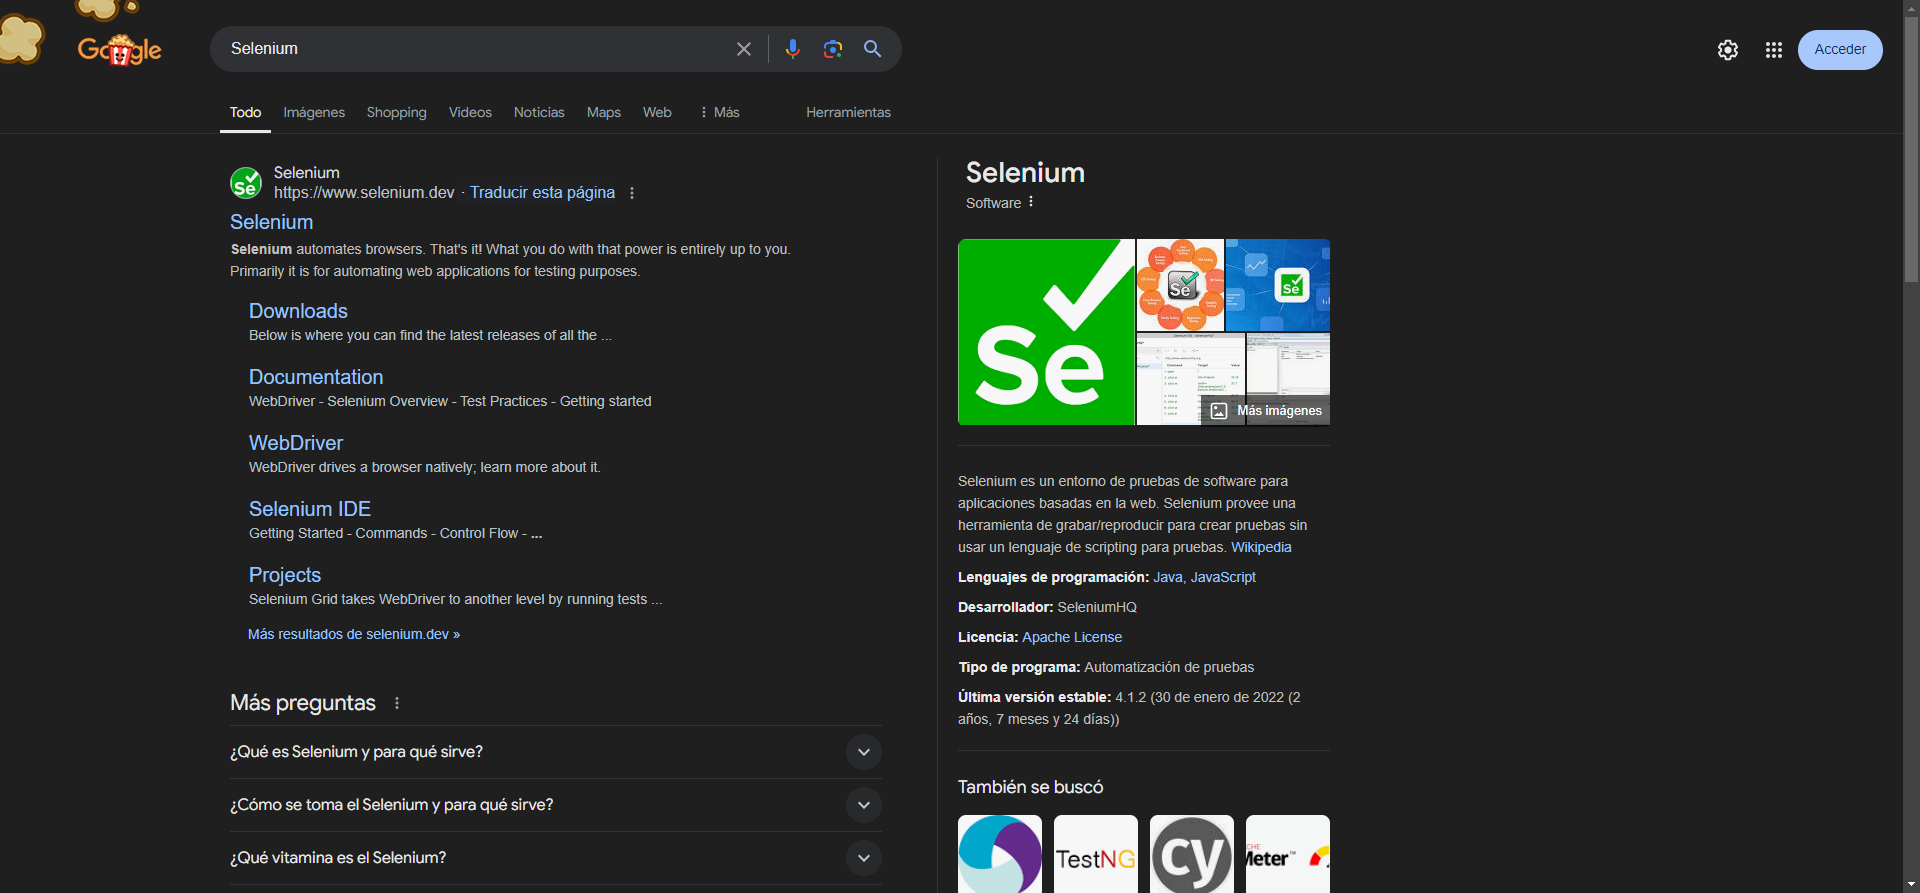 Google
Selenium
Acceder
Todo Imágenes Shopping Videos Noticias Maps Web Más Herramientas
Selenium
https://www.selenium.dev · Traducir esta página
Selenium
Selenium automates browsers. That's it! What you do with that power is entirely up to you.
Primarily it is for automating web applications for testing purposes.
Downloads
Below is where you can find the latest releases of all the ...
Documentation
WebDriver - Selenium Overview - Test Practices - Getting started
WebDriver
WebDriver drives a browser natively; learn more about it.
Selenium IDE
Getting Started - Commands - Control Flow - ...
Projects
Selenium Grid takes WebDriver to another level by running tests ...
Más resultados de selenium.dev »
Más preguntas
¿Qué es Selenium y para qué sirve?
¿Cómo se toma el Selenium y para qué sirve?
¿Qué vitamina es el Selenium?
Selenium
Software
Se
Se
Se
Más imágenes
Selenium es un entorno de pruebas de software para
aplicaciones basadas en la web. Selenium provee una
herramienta de grabar/reproducir para crear pruebas sin
usar un lenguaje de scripting para pruebas. Wikipedia
Lenguajes de programación: Java, JavaScript
Desarrollador: SeleniumHQ
Licencia: Apache License
Tipo de programa: Automatización de pruebas
Última versión estable: 4.1.2 (30 de enero de 2022 (2
años, 7 meses y 24 días))
También se buscó
TestNG
cy
Meter™